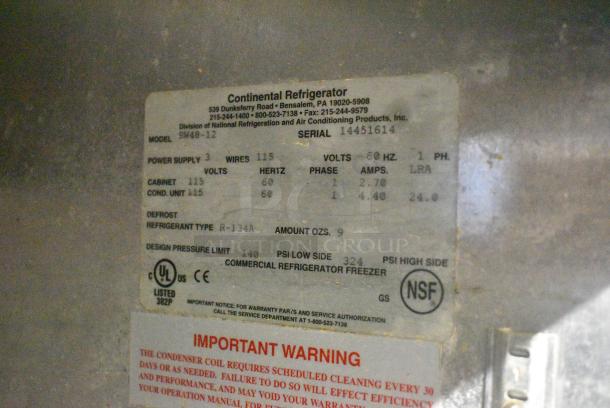 Continental Refrigerator
539 Dunksferry Road • Bensalem, PA 19020-5908
215-244-1400 • 800-523-7138 • Fax: 215-244-9579
Division of National Refrigeration and Air Conditioning Products, Inc.
MODEL SW48-12 SERIAL 14451614
POWER SUPPLY 3 WIRES 115 VOLTS 60 HZ. 1 PH.
VOLTS HERTZ PHASE AMPS. LRA
CABINET 115 60 1 2.70
COND. UNIT 115 60 1 4.40 24.0
DEFROST
REFRIGERANT TYPE R-134A AMOUNT OZS. 9
AUCTION GROUP
DESIGN PRESSURE LIMIT 140 PSI LOW SIDE 324 PSI HIGH SIDE
COMMERCIAL REFRIGERATOR FREEZER
C UL US CE
LISTED
382P
GS NSF
IMPORTANT NOTICE: FOR WARRANTY PARTS AND SERVICE AUTHORIZATION
CALL THE SERVICE DEPARTMENT AT 1-800-523-7138
IMPORTANT WARNING
THE CONDENSER COIL REQUIRES SCHEDULED CLEANING EVERY 30
DAYS OR AS NEEDED. FAILURE TO DO SO WILL EFFECT EFFICIENCY
AND PERFORMANCE, AND MAY VOID YOUR WARRANTY
YOUR OPERATION MANUAL FOR